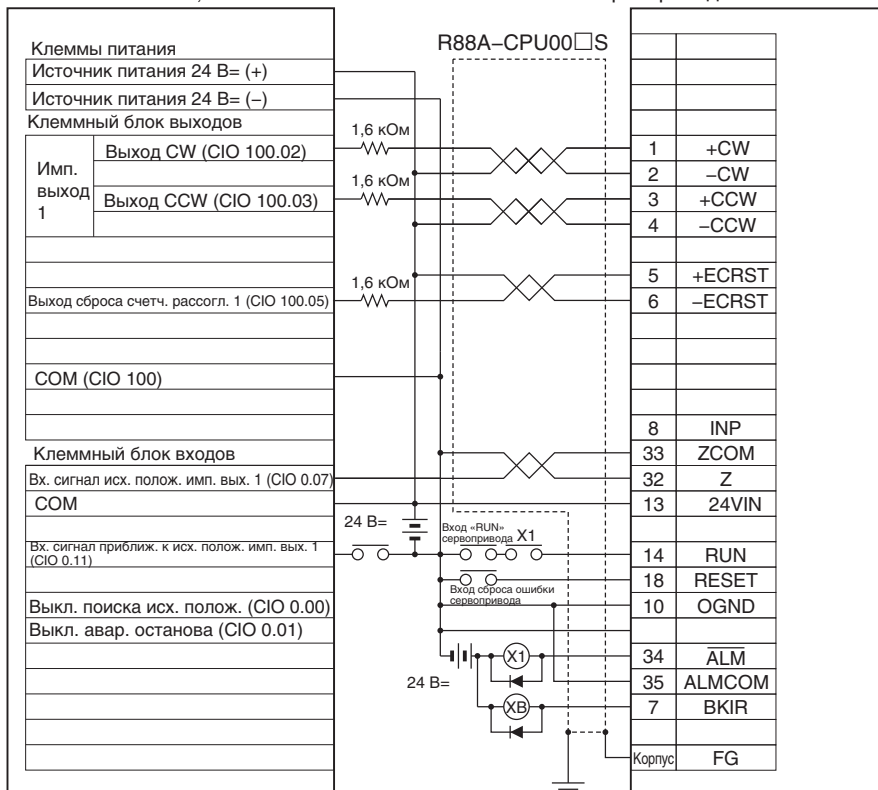 R88A–CPU00□S
Клеммы питания
Источник питания 24 В= (+)
Источник питания 24 В= (–)
Клеммный блок выходов
Имп.
выход
1
Выход CW (CIO 100.02)
Выход CCW (CIO 100.03)
1,6 кОм
1,6 кОм
1 +CW
2 –CW
3 +CCW
4 –CCW
Выход сброса счетч. рассогл. 1 (CIO 100.05)
1,6 кОм
5 +ECRST
6 –ECRST
COM (CIO 100)
8 INP
Клеммный блок входов
33 ZCOM
Вх. сигнал исх. полож. имп. вых. 1 (CIO 0.07)
32 Z
COM
13 24VIN
24 В=
Вход «RUN»
сервопривода
X1
Вх. сигнал приближ. к исх. полож. имп. вых. 1
(CIO 0.11)
14 RUN
18 RESET
Вход сброса ошибки
сервопривода
Выкл. поиска исх. полож. (CIO 0.00)
10 OGND
Выкл. авар. останова (CIO 0.01)
X1
34 ALM
24 В=
35 ALMCOM
XB
7 BKIR
Корпус FG